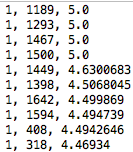 1, 1189, 5.0
1, 1293, 5.0
1, 1467, 5.0
1, 1500, 5.0
1, 1449, 4.6300683
1, 1398, 4.5068045
1, 1642, 4.499869
1, 1594, 4.494739
1, 408, 4.4942646
1, 318, 4.46934